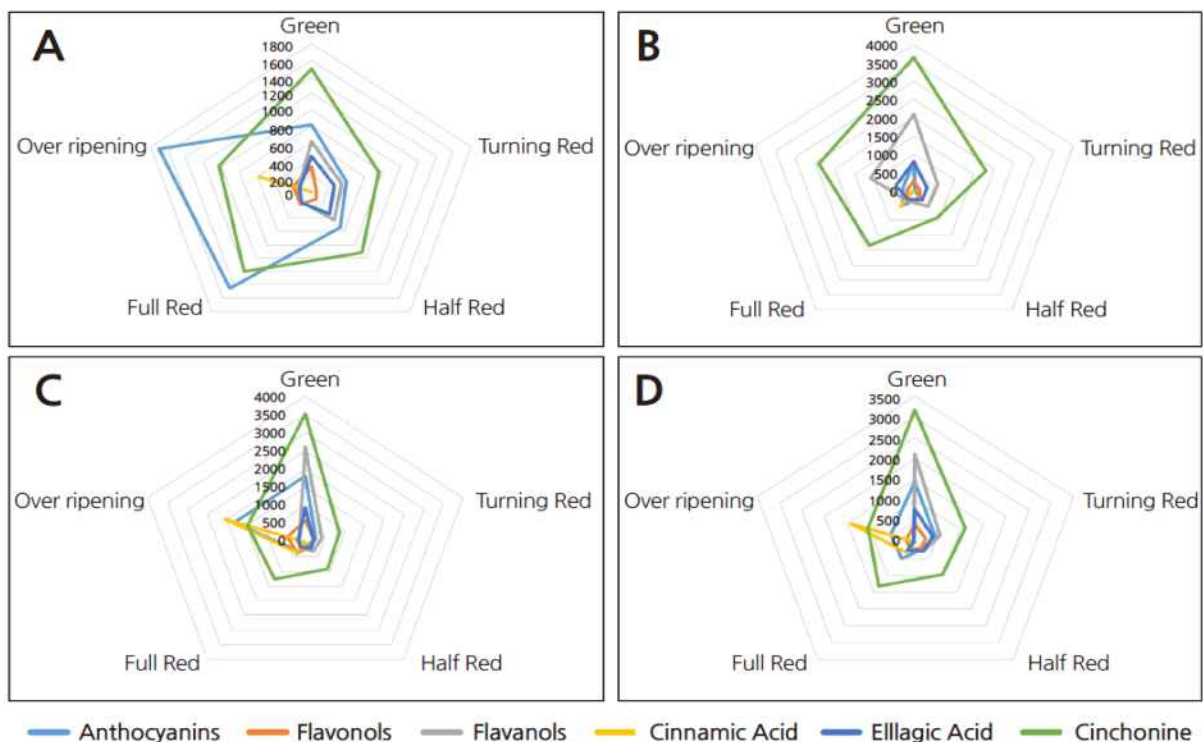 A
Green
1800
1600
1400
1200
1000
800
600
400
200
0
Over ripening
Turning Red
Full Red
Half Red
B
Green
4000
3500
3000
2500
2000
1500
1000
500
0
Over ripening
Turning Red
Full Red
Half Red
C
Green
4000
3500
3000
2500
2000
1500
1000
500
0
Over ripening
Turning Red
Full Red
Half Red
D
Green
3500
3000
2500
2000
1500
1000
500
0
Over ripening
Turning Red
Full Red
Half Red
Anthocyanins Flavonols Flavanols Cinnamic Acid Elllagic Acid Cinchonine